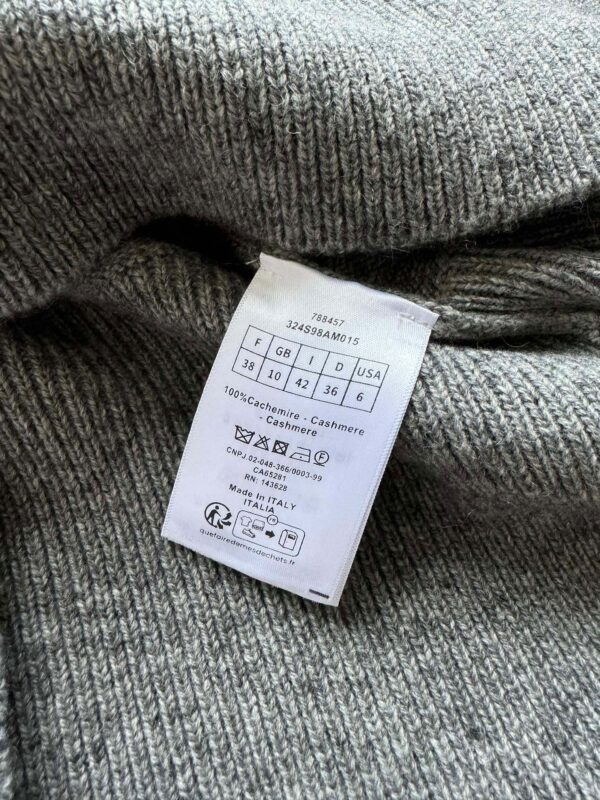 788457
324S98AM015
F GB I D USA
38 10 42 36 6
100%Cachemire - Cashmere
- Cashmere
F
CNPJ.02-048-366/0003-99
CA65281
RN: 143628
Made in ITALY
ITALIA
quefairedemesdechets.fr